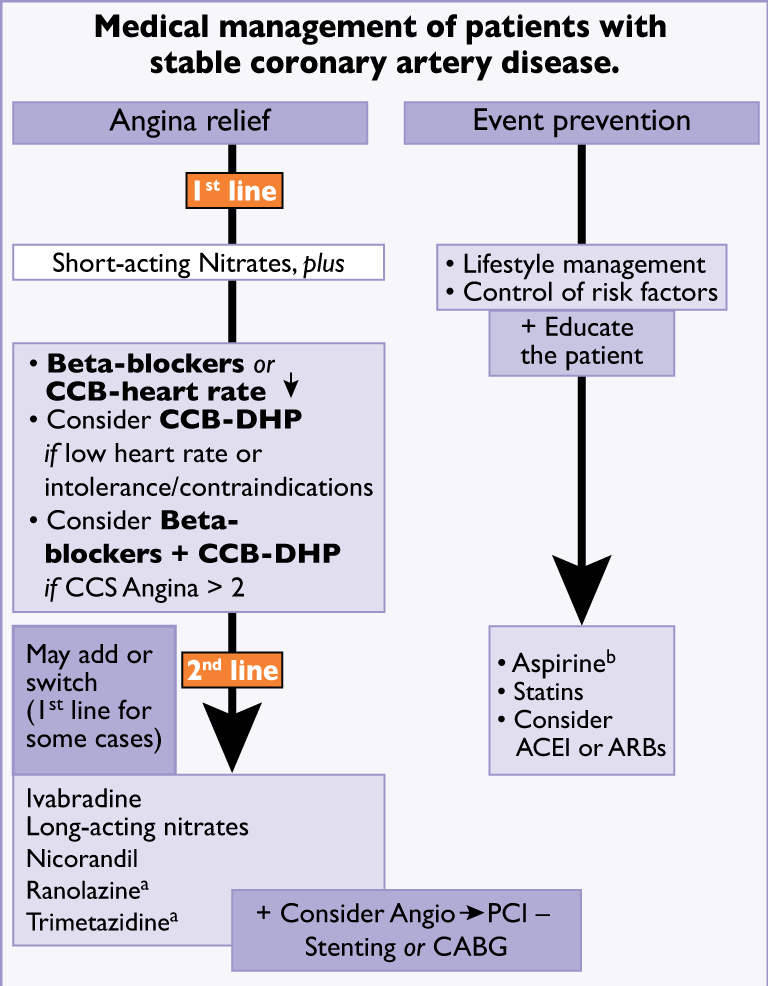 Medical management of patients with
stable coronary artery disease.
Angina relief
1st line
Short-acting Nitrates, plus
• Beta-blockers or
CCB-heart rate ↓
• Consider CCB-DHP
if low heart rate or
intolerance/contraindications
• Consider Beta-
blockers + CCB-DHP
if CCS Angina > 2
May add or
switch
(1st line for
some cases)
2nd line
Ivabradine
Long-acting nitrates
Nicorandil
Ranolazineᵃ
Trimetazidineᵃ
+ Consider Angio → PCI –
Stenting or CABG
Event prevention
• Lifestyle management
• Control of risk factors
+ Educate
the patient
• Aspirineᵇ
• Statins
• Consider
ACEI or ARBs